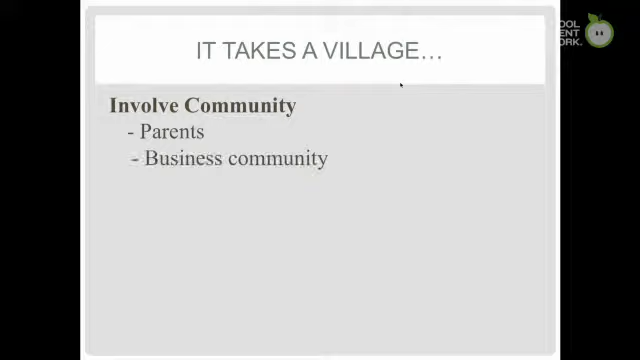 IT TAKES A VILLAGE…
Involve Community
- Parents
- Business community